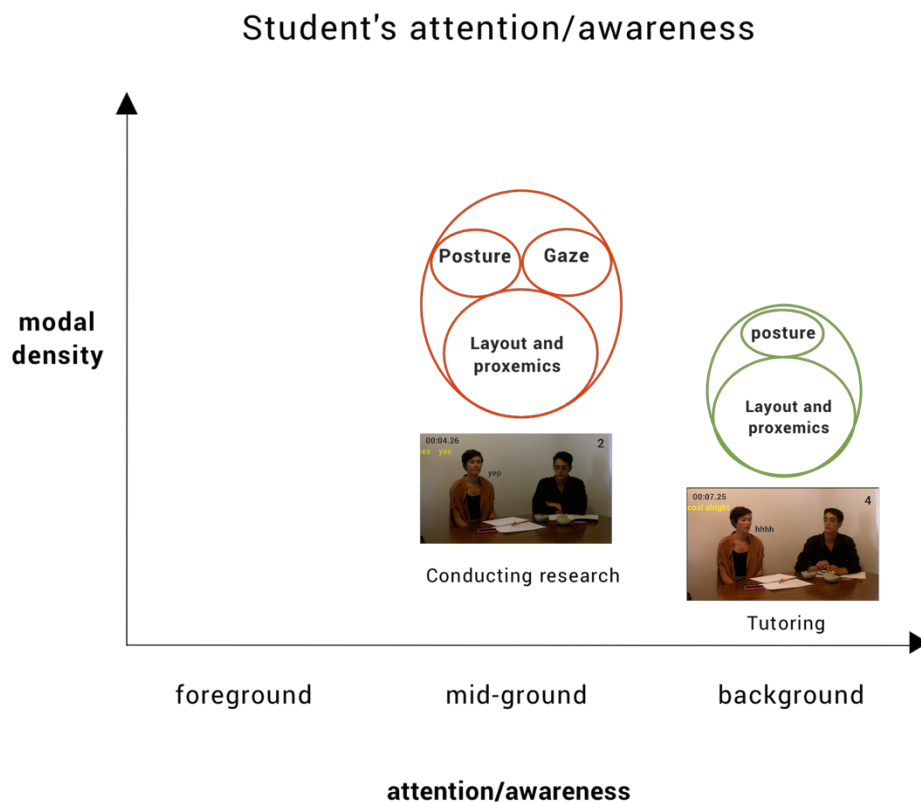 Student's attention/awareness
modal
density
Posture
Gaze
Layout and
proxemics
posture
Layout and
proxemics
00:04.26
2
yes yes
yep
Conducting research
00:07.25
4
cool alright
hhhh
Tutoring
foreground
mid-ground
background
attention/awareness